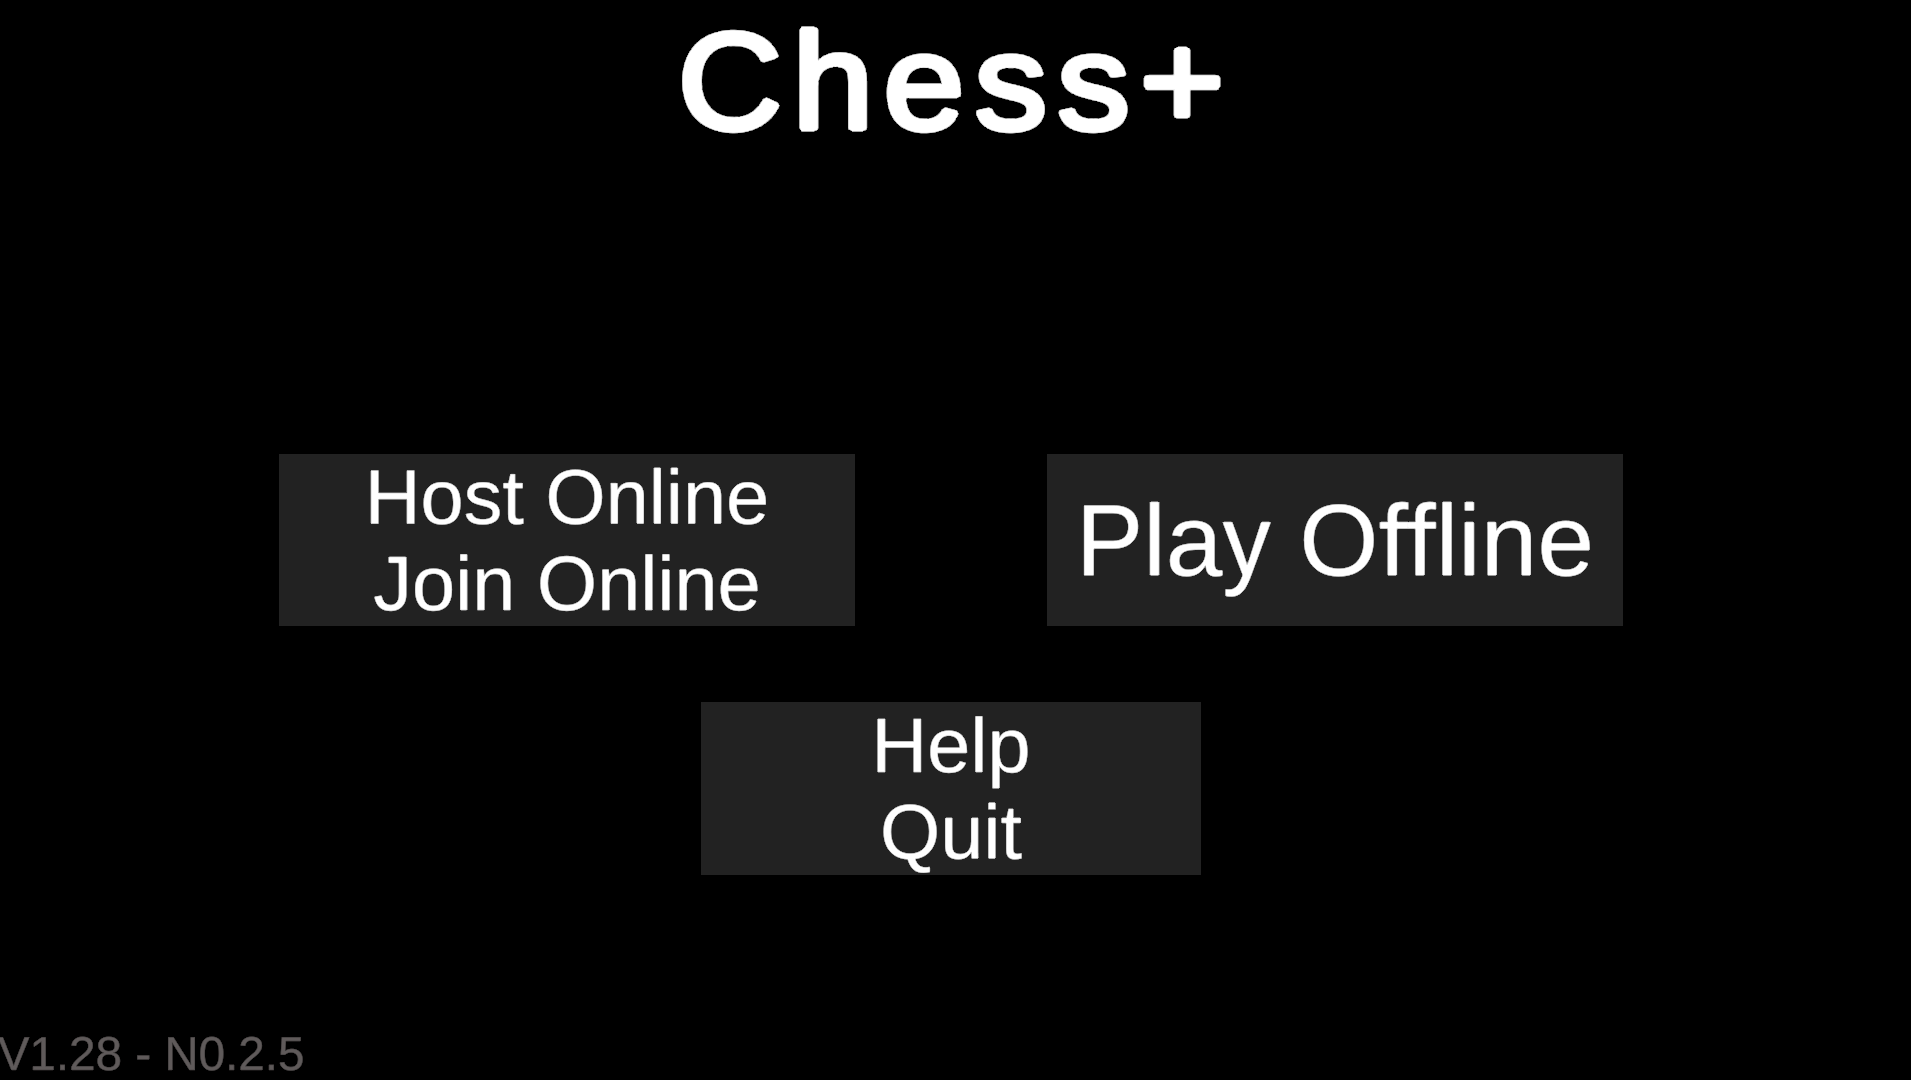 Chess+
Host Online
Join Online
Play Offline
Help
Quit
V1.28 - N0.2.5